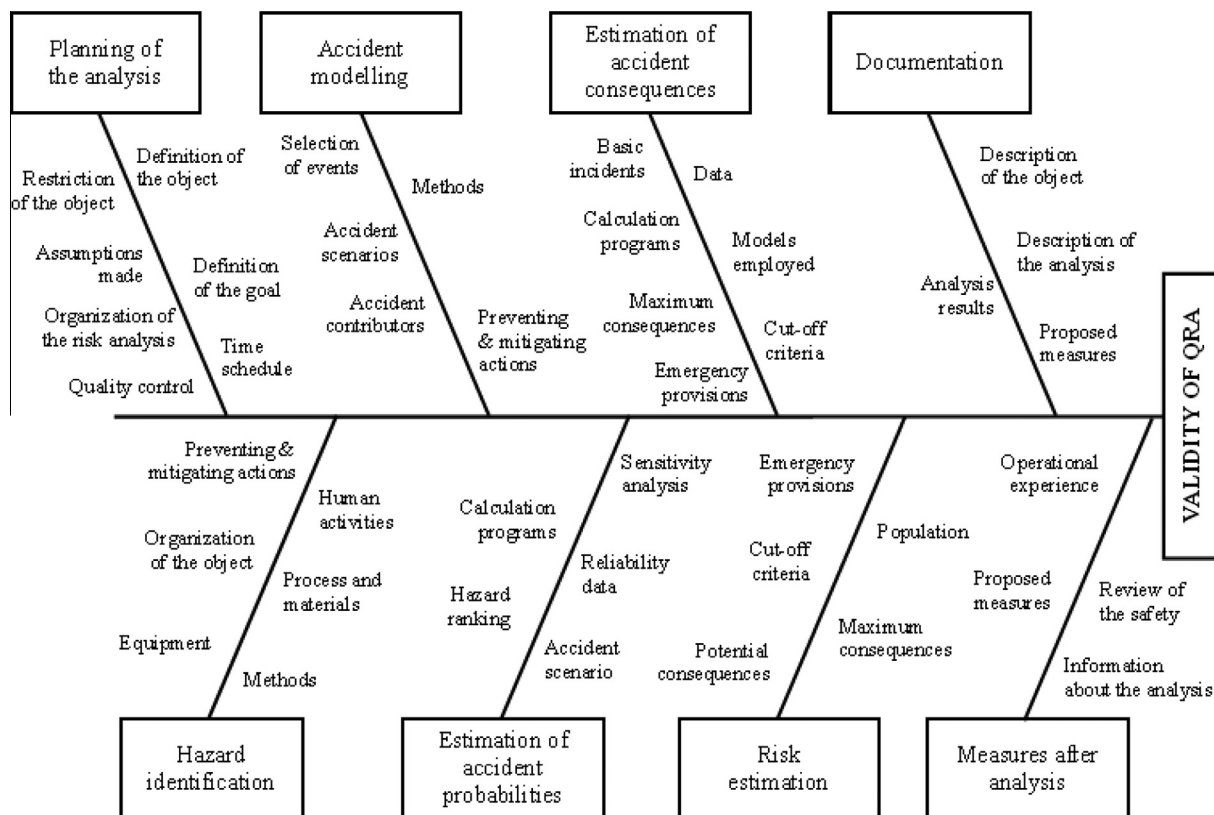 Planning of
the analysis
Accident
modelling
Estimation of
accident
consequences
Documentation
Definition of
the object
Restriction
of the object
Assumptions
made
Definition
of the goal
Organization of
the risk analysis
Time
schedule
Quality control
Selection
of events
Methods
Accident
scenarios
Accident
contributors
Preventing
& mitigating
actions
Basic
incidents
Data
Calculation
programs
Models
employed
Maximum
consequences
Cut-off
criteria
Emergency
provisions
Description
of the object
Description of
the analysis
Analysis
results
Proposed
measures
VALIDITY OF QRA
Preventing &
mitigating actions
Human
activities
Organization
of the object
Process and
materials
Equipment
Methods
Sensitivity
analysis
Calculation
programs
Reliability
data
Hazard
ranking
Accident
scenario
Emergency
provisions
Population
Cut-off
criteria
Maximum
consequences
Potential
consequences
Operational
experience
Proposed
measures
Review of
the safety
Information
about the analysis
Hazard
identification
Estimation of
accident
probabilities
Risk
estimation
Measures after
analysis